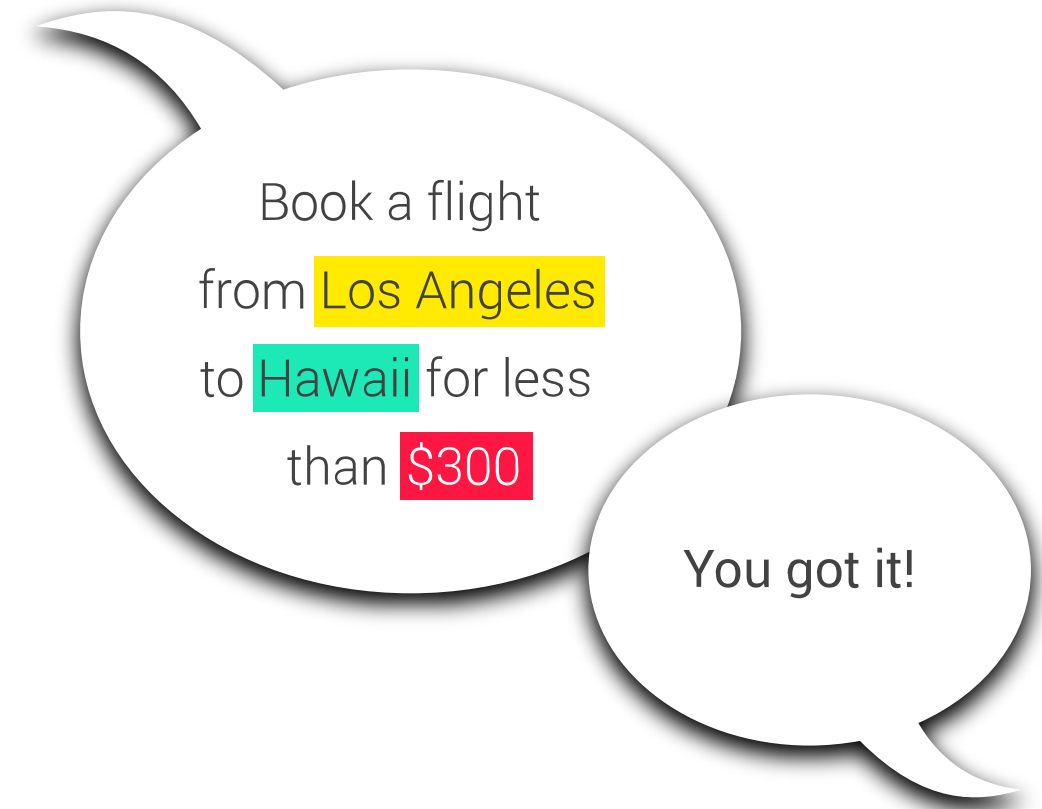 Book a flight
from Los Angeles
to Hawaii for less
than $300
You got it!